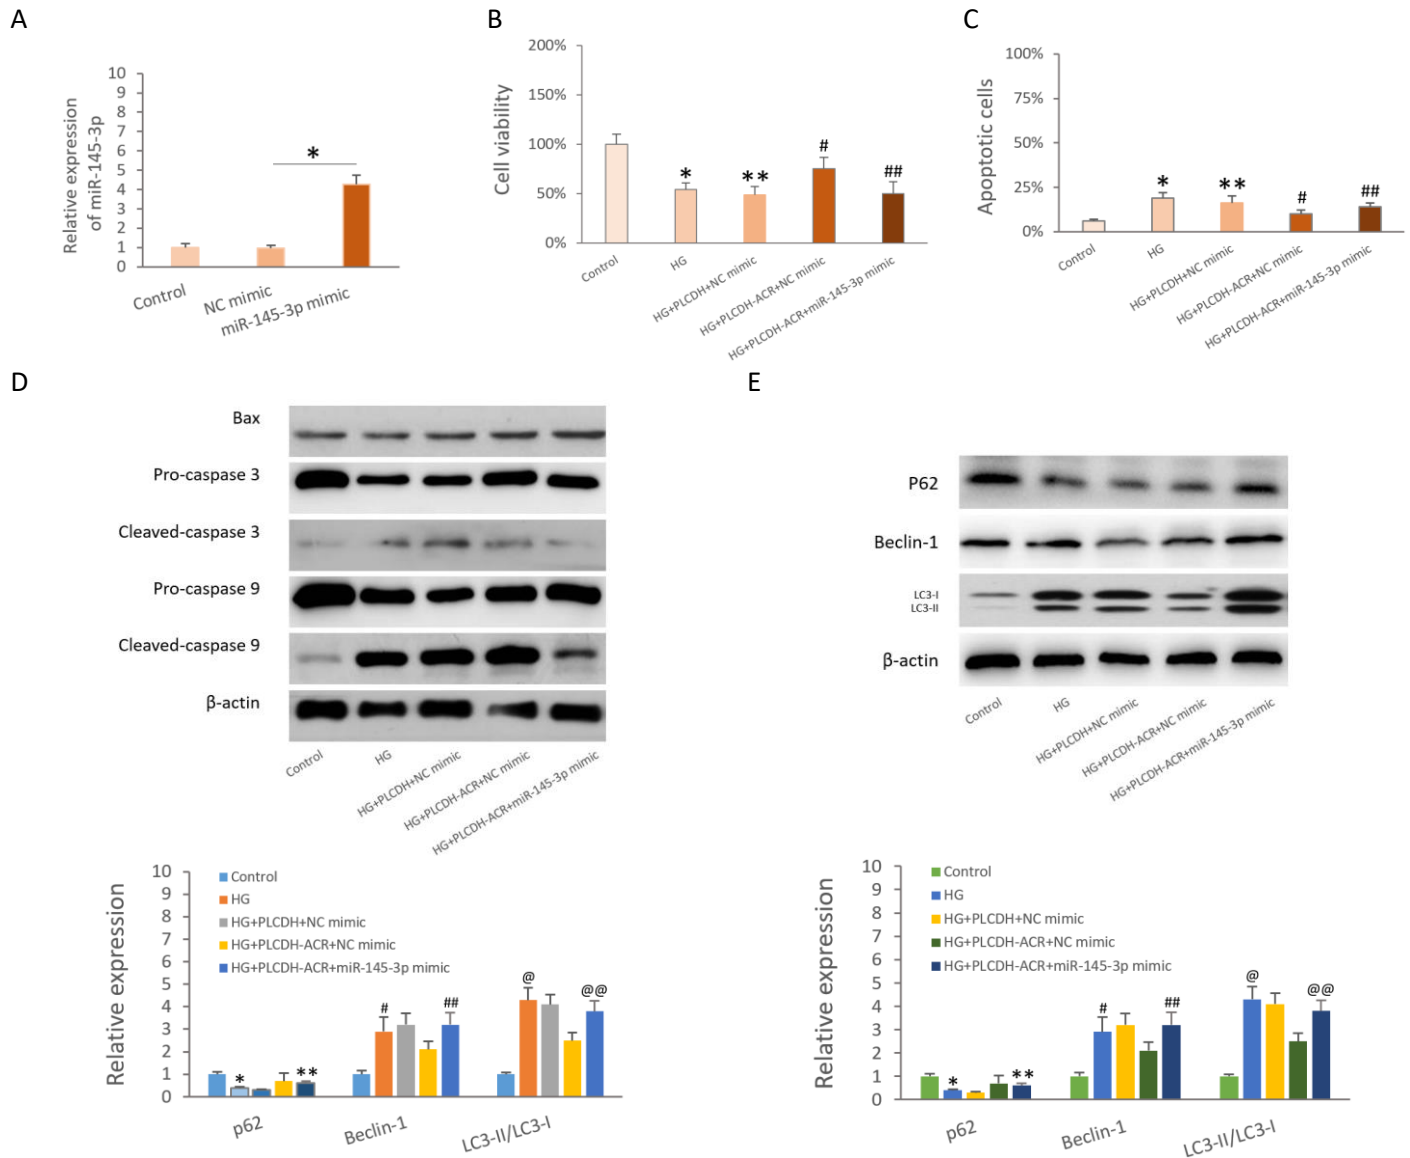 A
B
C
Relative expression
of miR-145-3p
10
9
8
7
6
5
4
3
2
1
0
*
Control
NC mimic
miR-145-3p mimic
Cell viability
200%
150%
100%
50%
0%
*
**
#
##
Control
HG
HG+PLCDH+NC mimic
HG+PLCDH-ACR+NC mimic
HG+PLCDH-ACR+miR-145-3p mimic
Apoptotic cells
100%
75%
50%
25%
0%
*
**
#
##
Control
HG
HG+PLCDH+NC mimic
HG+PLCDH-ACR+NC mimic
HG+PLCDH-ACR+miR-145-3p mimic
D
E
Bax
Pro-caspase 3
Cleaved-caspase 3
Pro-caspase 9
Cleaved-caspase 9
β-actin
Control
HG
HG+PLCDH+NC mimic
HG+PLCDH-ACR+NC mimic
HG+PLCDH-ACR+miR-145-3p mimic
P62
Beclin-1
LC3-I
LC3-II
β-actin
Control
HG
HG+PLCDH+NC mimic
HG+PLCDH-ACR+NC mimic
HG+PLCDH-ACR+miR-145-3p mimic
Relative expression
10
9
8
7
6
5
4
3
2
1
0
Control
HG
HG+PLCDH+NC mimic
HG+PLCDH-ACR+NC mimic
HG+PLCDH-ACR+miR-145-3p mimic
*
**
#
##
@
@@
p62
Beclin-1
LC3-II/LC3-I
Relative expression
10
9
8
7
6
5
4
3
2
1
0
Control
HG
HG+PLCDH+NC mimic
HG+PLCDH-ACR+NC mimic
HG+PLCDH-ACR+miR-145-3p mimic
*
**
#
##
@
@@
p62
Beclin-1
LC3-II/LC3-I